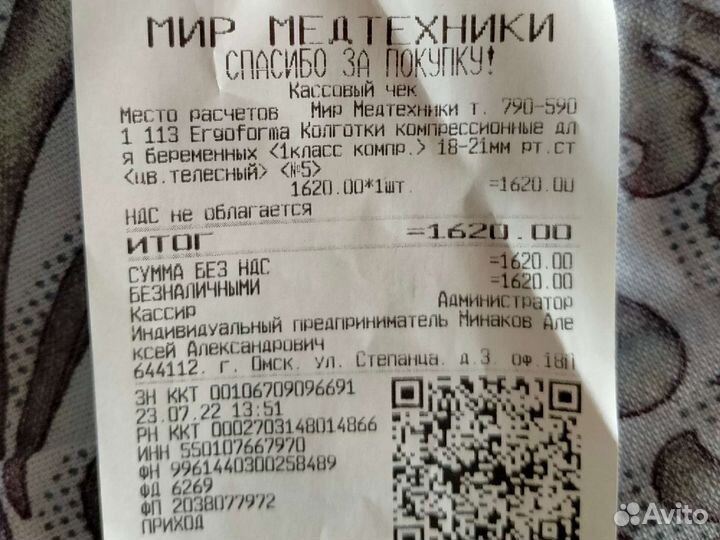 МИР МЕДТЕХНИКИ
СПАСИБО ЗА ПОКУПКУ!
Кассовый чек
Место расчетов Мир Медтехники т. 790-590
1 113 Ergoforma Колготки компрессионные дл
я беременных <1класс компр.> 18-21мм рт.ст
<цв.телесный> <№5>
1620.00*1шт. =1620.00
НДС не облагается
ИТОГ =1620.00
СУММА БЕЗ НДС =1620.00
БЕЗНАЛИЧНЫМИ =1620.00
Кассир Администратор
Индивидуальный предприниматель Минаков Але
ксей Александрович
644112. г. Омск. ул. Степанца. д.3. оф.18П
ЗН ККТ 00106709096691
23.07.22 13:51
РН ККТ 0002703148014866
ИНН 550107667970
ФН 9961440300258489
ФД 6269
ФП 2038077972
ПРИХОД
Avito